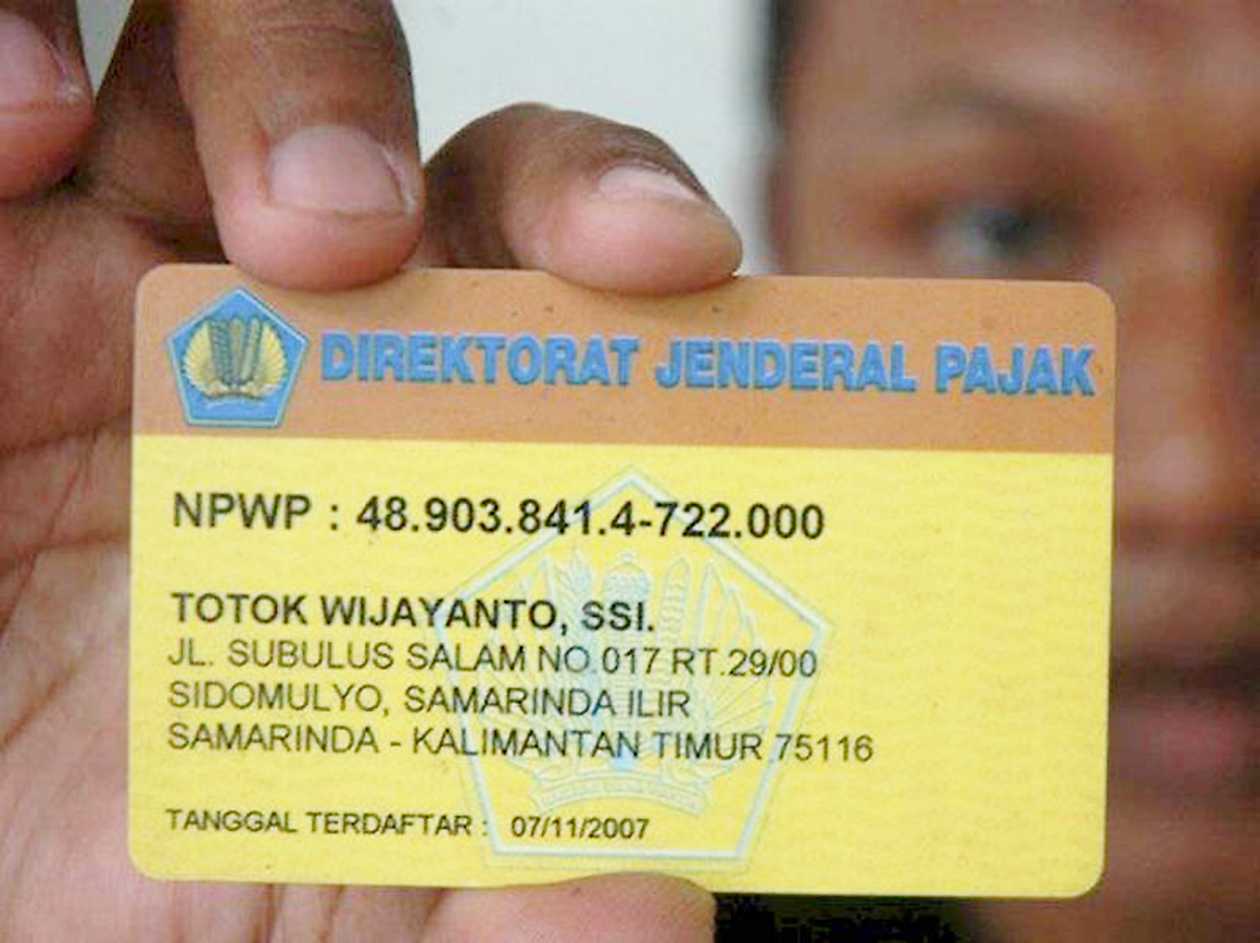 DIREKTORAT JENDERAL PAJAK
NPWP : 48.903.841.4-722.000
TOTOK WIJAYANTO, SSI.
JL. SUBULUS SALAM NO.017 RT.29/00
SIDOMULYO, SAMARINDA ILIR
SAMARINDA - KALIMANTAN TIMUR 75116
TANGGAL TERDAFTAR : 07/11/2007